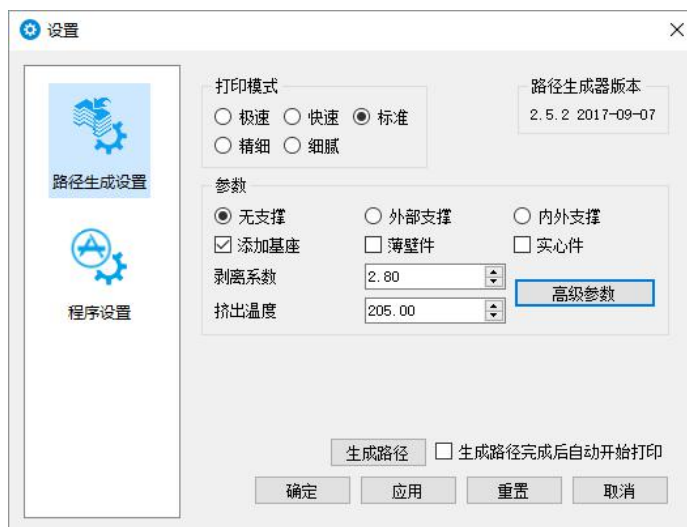 设置
路径生成设置
程序设置
打印模式
极速 快速 标准
精细 细腻
路径生成器版本
2.5.2 2017-09-07
参数
无支撑 外部支撑 内外支撑
添加基座 薄壁件 实心件
剥离系数 2.80
高级参数
挤出温度 205.00
生成路径 生成路径完成后自动开始打印
确定 应用 重置 取消